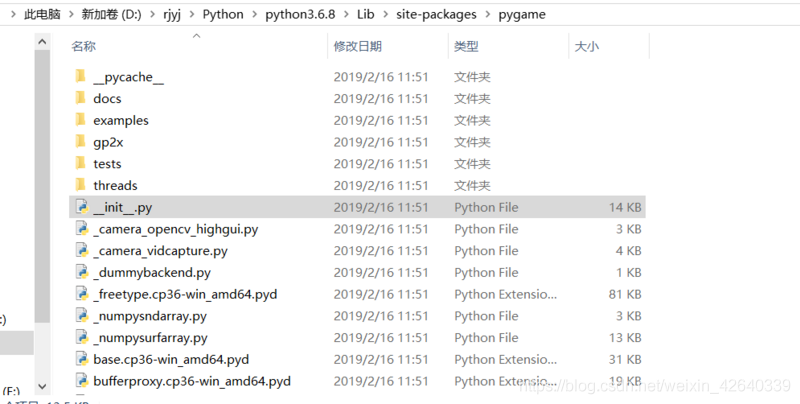 › 此电脑 › 新加卷 (D:) › rjyj › Python › python3.6.8 › Lib › site-packages › pygame
名称 修改日期 类型 大小
__pycache__ 2019/2/16 11:51 文件夹
docs 2019/2/16 11:51 文件夹
examples 2019/2/16 11:51 文件夹
gp2x 2019/2/16 11:51 文件夹
tests 2019/2/16 11:51 文件夹
threads 2019/2/16 11:51 文件夹
__init__.py 2019/2/16 11:51 Python File 14 KB
_camera_opencv_highgui.py 2019/2/16 11:51 Python File 3 KB
_camera_vidcapture.py 2019/2/16 11:51 Python File 4 KB
_dummybackend.py 2019/2/16 11:51 Python File 1 KB
_freetype.cp36-win_amd64.pyd 2019/2/16 11:51 Python Extensio... 81 KB
_numpysndarray.py 2019/2/16 11:51 Python File 3 KB
:)
_numpysurfarray.py 2019/2/16 11:51 Python File 13 KB
base.cp36-win_amd64.pyd 2019/2/16 11:51 Python Extensio... 31 KB
bufferproxy.cp36-win_amd64.pyd 2019/2/16 11:51 Python Extensio... 19 KB
(F:)
https://blog.csdn.net/weixin_42640339